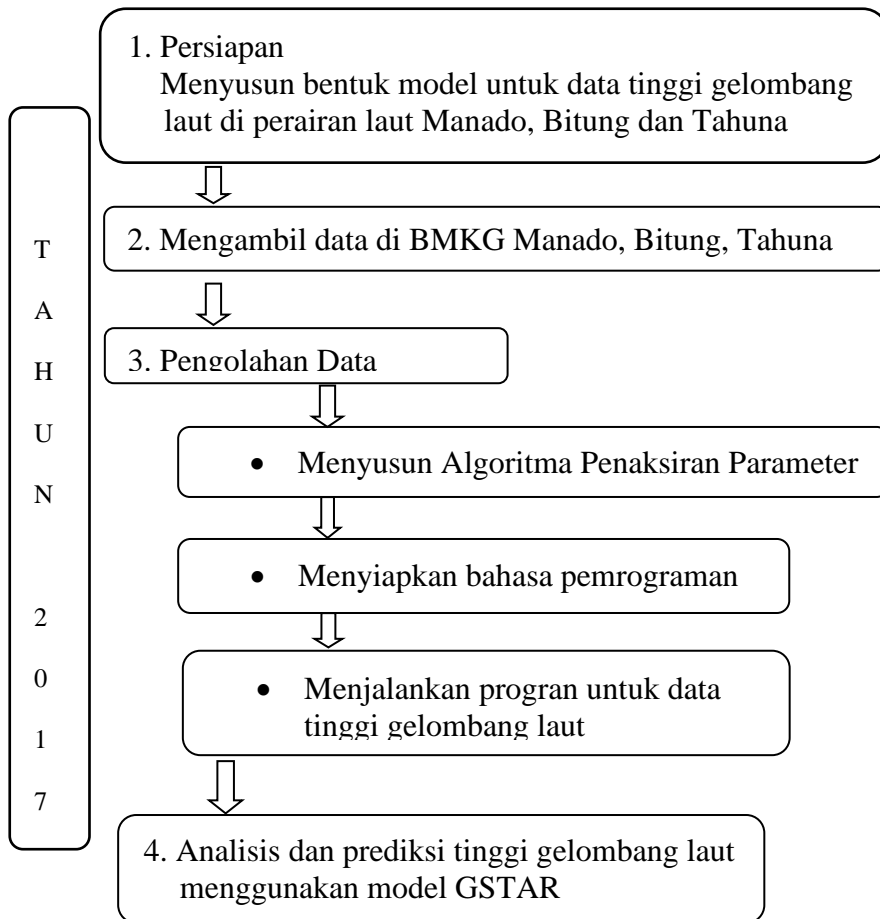 1. Persiapan
Menyusun bentuk model untuk data tinggi gelombang
laut di perairan laut Manado, Bitung dan Tahuna
2. Mengambil data di BMKG Manado, Bitung, Tahuna
3. Pengolahan Data
• Menyusun Algoritma Penaksiran Parameter
• Menyiapkan bahasa pemrograman
• Menjalankan progran untuk data
tinggi gelombang laut
4. Analisis dan prediksi tinggi gelombang laut
menggunakan model GSTAR
T
A
H
U
N
2
0
1
7